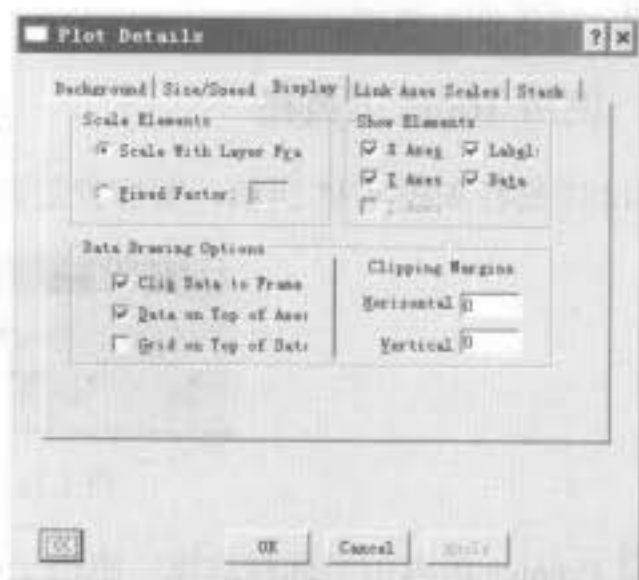 Plot Details
? ×
Background Size/Speed Display Link Axes Scales Stack
Scale Elements
Scale With Layer Fra
Fixed Factor:
Show Elements
X Axes Label:
Y Axes Data
Data Drawing Options
Clip Data to Frame
Data on Top of Axes
Grid on Top of Data
Clipping Margins
Horizontal 0
Vertical 0
<<
OK Cancel Apply